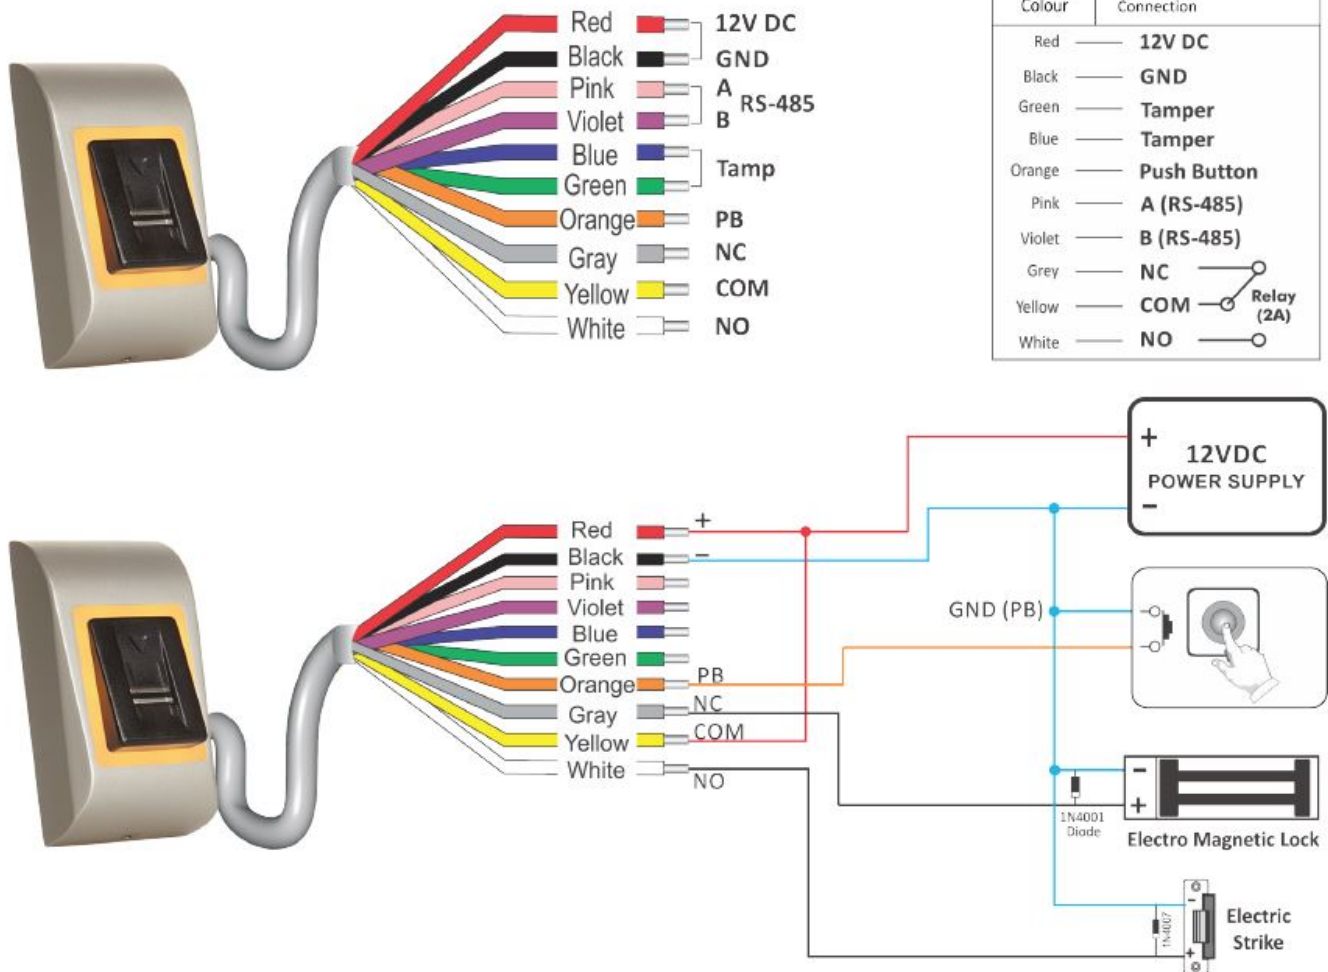 Red 12V DC
Black GND
Pink A
RS-485
Violet B
Blue
Tamp
Green
Orange PB
Gray NC
Yellow COM
White NO
Colour Connection
Red 12V DC
Black GND
Green Tamper
Blue Tamper
Orange Push Button
Pink A (RS-485)
Violet B (RS-485)
Grey NC
Yellow COM
Relay
(2A)
White NO
+
12VDC
POWER SUPPLY
-
Red +
Black -
Pink
Violet
Blue
Green
Orange PB
Gray NC
Yellow COM
White NO
GND (PB)
-
+
1N4001
Diode
Electro Magnetic Lock
-
1N4007
+
Electric
Strike